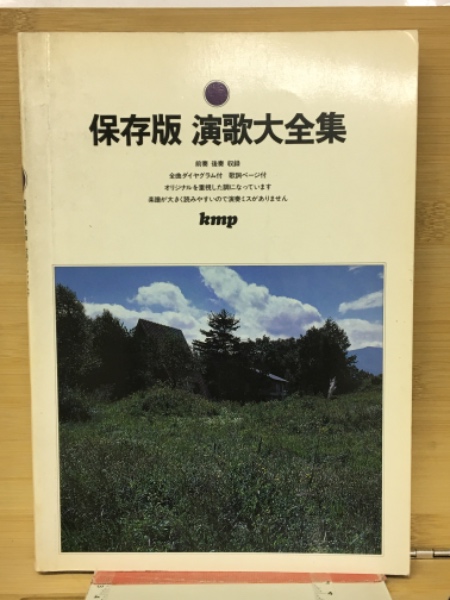 保存版 演歌大全集
前奏 後奏 収録
全曲ダイヤグラム付 歌詞ページ付
オリジナルを重視した調になっています
楽譜が大きく読みやすいので演奏ミスがありません
kmp